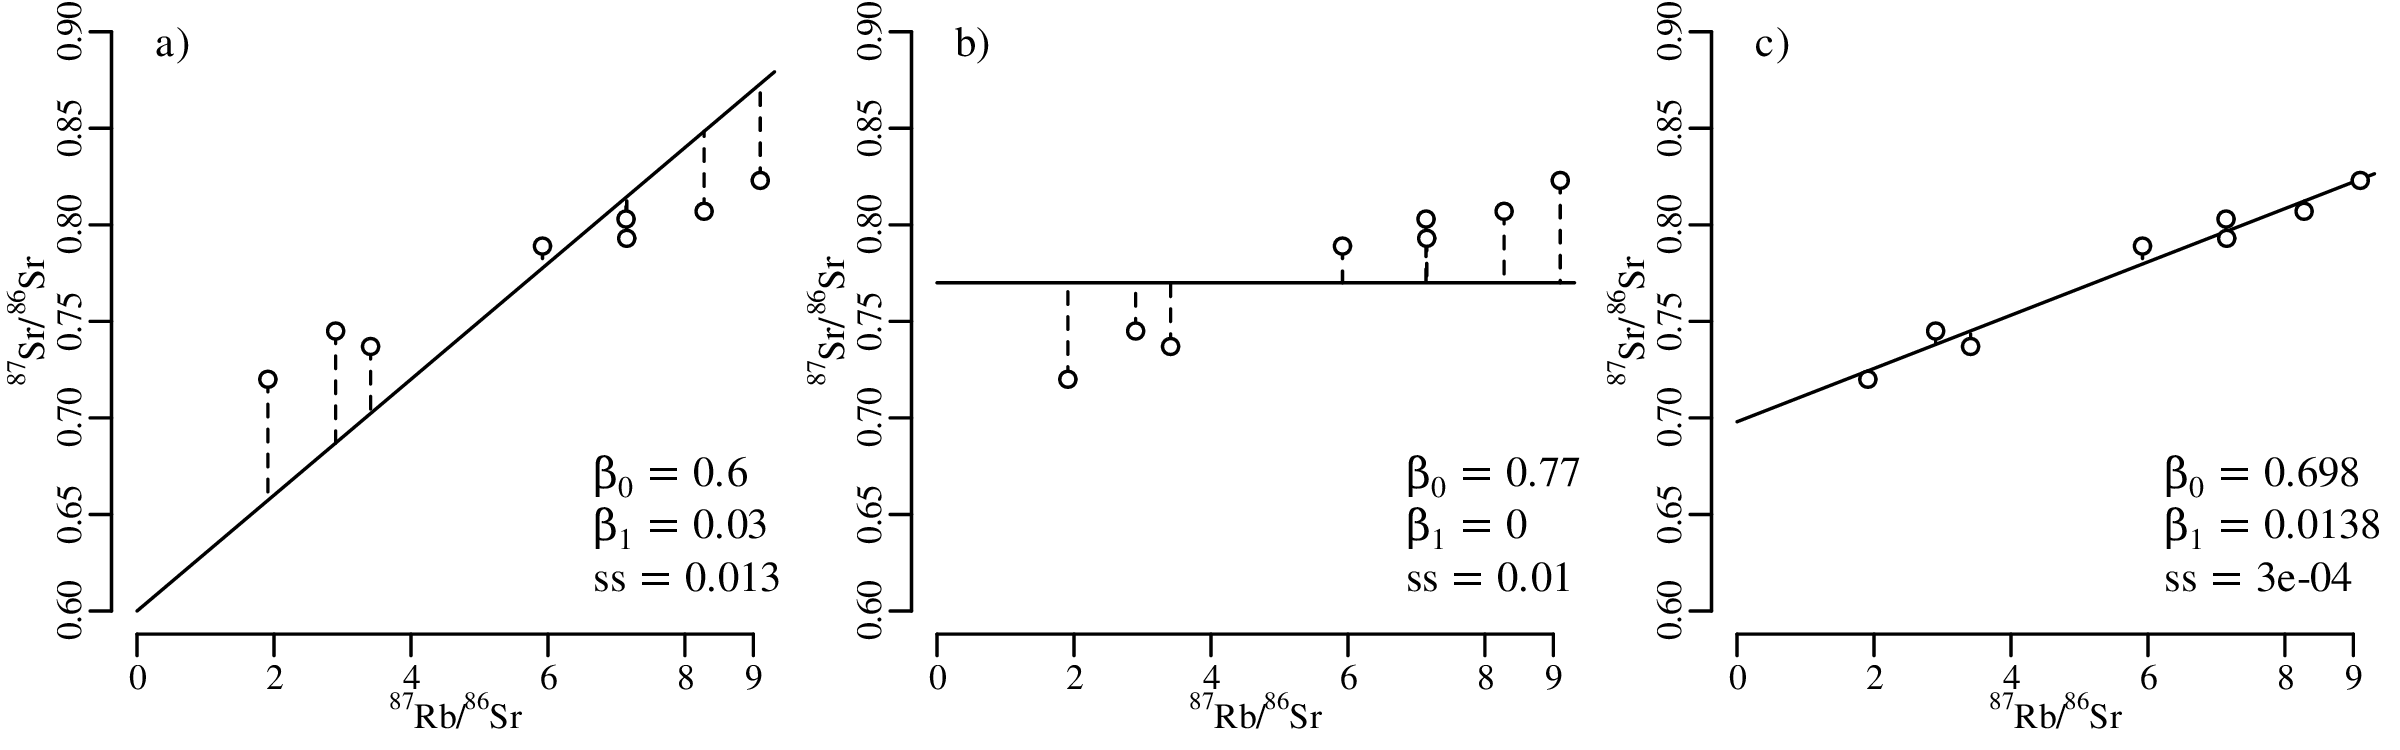 a)
0.90
0.85
0.80
0.75
0.70
0.65
0.60
⁸⁷Sr/⁸⁶Sr
β₀ = 0.6
β₁ = 0.03
ss = 0.013
0 2 4 6 8 9
⁸⁷Rb/⁸⁶Sr
b)
0.90
0.85
0.80
0.75
0.70
0.65
0.60
⁸⁷Sr/⁸⁶Sr
β₀ = 0.77
β₁ = 0
ss = 0.01
0 2 4 6 8 9
⁸⁷Rb/⁸⁶Sr
c)
0.90
0.85
0.80
0.75
0.70
0.65
0.60
⁸⁷Sr/⁸⁶Sr
β₀ = 0.698
β₁ = 0.0138
ss = 3e-04
0 2 4 6 8 9
⁸⁷Rb/⁸⁶Sr